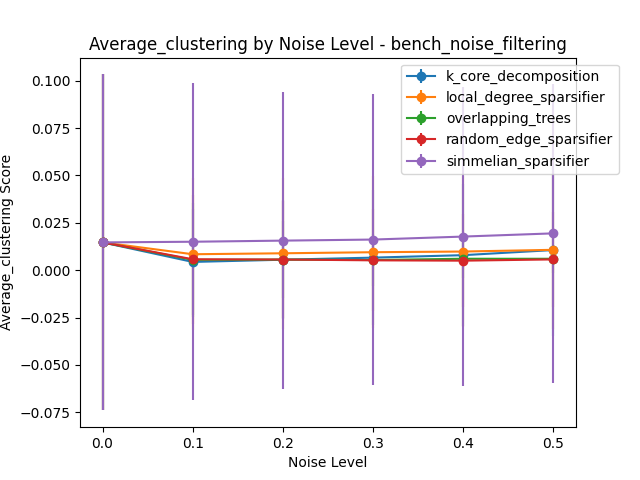 Average_clustering by Noise Level - bench_noise_filtering
k_core_decomposition
local_degree_sparsifier
overlapping_trees
random_edge_sparsifier
simmelian_sparsifier
Average_clustering Score
0.100
0.075
0.050
0.025
0.000
−0.025
−0.050
−0.075
0.0 0.1 0.2 0.3 0.4 0.5
Noise Level